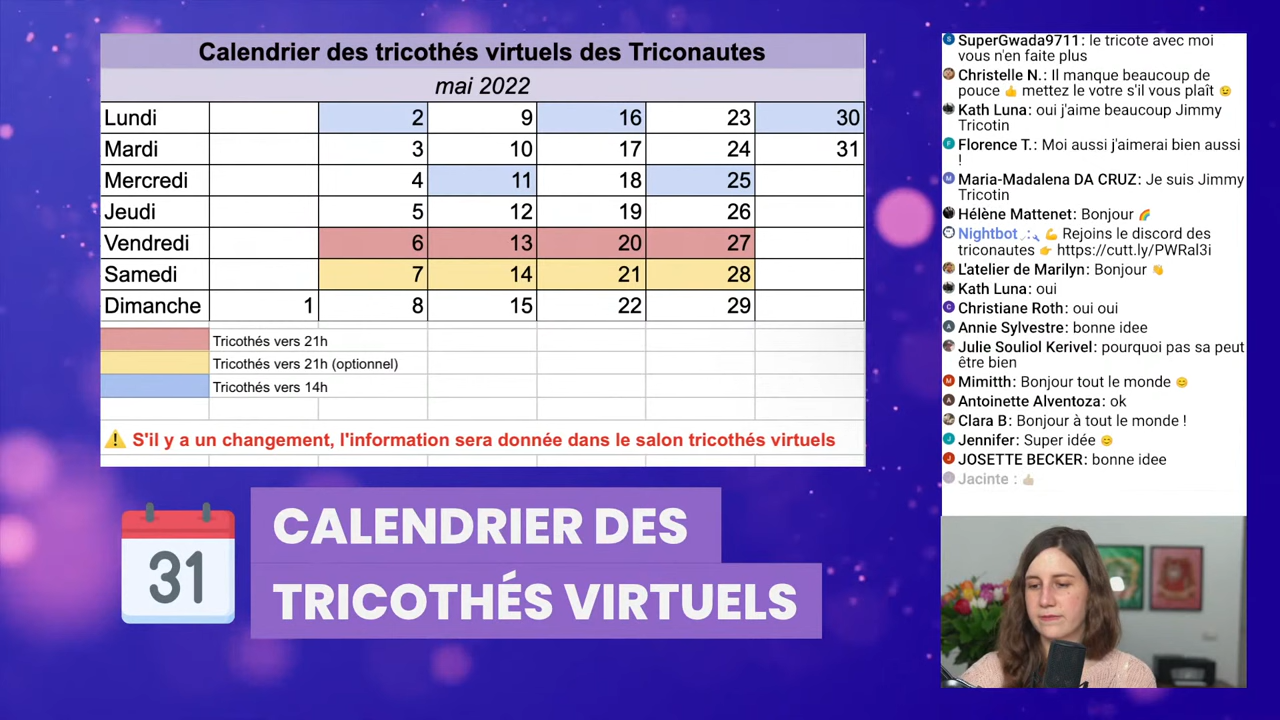 Calendrier des tricothés virtuels des Triconautes
mai 2022
Lundi 2 9 16 23 30
Mardi 3 10 17 24 31
Mercredi 4 11 18 25
Jeudi 5 12 19 26
Vendredi 6 13 20 27
Samedi 7 14 21 28
Dimanche 1 8 15 22 29
Tricothés vers 21h
Tricothés vers 21h (optionnel)
Tricothés vers 14h
⚠️ S'il y a un changement, l'information sera donnée dans le salon tricothés virtuels
31
CALENDRIER DES
TRICOTHÉS VIRTUELS
SuperGwada9711: le tricote avec moi
vous n'en faite plus
Christelle N.: Il manque beaucoup de
pouce 👍 mettez le votre s'il vous plaît 😉
Kath Luna: oui j'aime beaucoup Jimmy
Tricotin
Florence T.: Moi aussi j'aimerai bien aussi
!
Maria-Madalena DA CRUZ: Je suis Jimmy
Tricotin
Hélène Mattenet: Bonjour 🌈
Nightbot : 💪 Rejoins le discord des
triconautes 👉 https://cutt.ly/PWRal3i
L'atelier de Marilyn: Bonjour 👋
Kath Luna: oui
Christiane Roth: oui oui
Annie Sylvestre: bonne idee
Julie Souliol Kerivel: pourquoi pas sa peut
être bien
Mimitth: Bonjour tout le monde 😊
Antoinette Alventoza: ok
Clara B: Bonjour à tout le monde !
Jennifer: Super idée 😊
JOSETTE BECKER: bonne idee
Jacinte : 👍